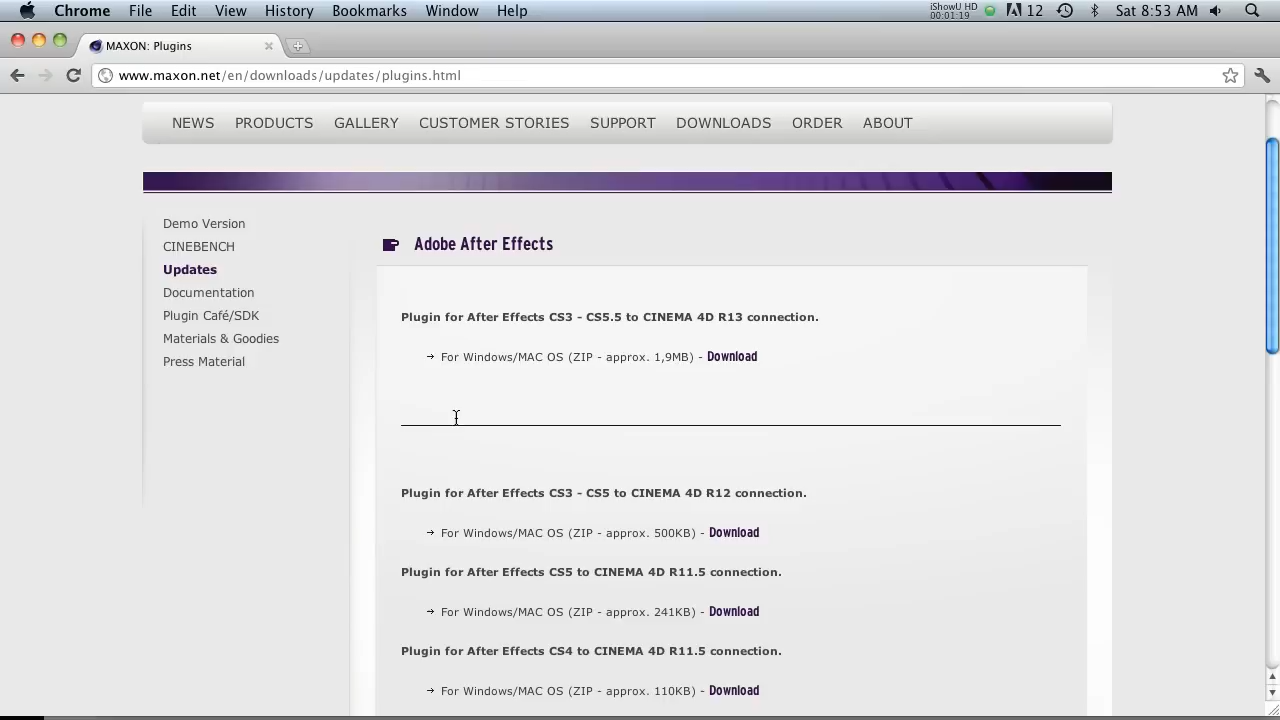 Chrome File Edit View History Bookmarks Window Help iShowU HD 00:01:19 12 Sat 8:53 AM
MAXON: Plugins
www.maxon.net/en/downloads/updates/plugins.html
NEWS PRODUCTS GALLERY CUSTOMER STORIES SUPPORT DOWNLOADS ORDER ABOUT
Demo Version
CINEBENCH
Updates
Documentation
Plugin Café/SDK
Materials & Goodies
Press Material
Adobe After Effects
Plugin for After Effects CS3 - CS5.5 to CINEMA 4D R13 connection.
→ For Windows/MAC OS (ZIP - approx. 1,9MB) - Download
Plugin for After Effects CS3 - CS5 to CINEMA 4D R12 connection.
→ For Windows/MAC OS (ZIP - approx. 500KB) - Download
Plugin for After Effects CS5 to CINEMA 4D R11.5 connection.
→ For Windows/MAC OS (ZIP - approx. 241KB) - Download
Plugin for After Effects CS4 to CINEMA 4D R11.5 connection.
→ For Windows/MAC OS (ZIP - approx. 110KB) - Download